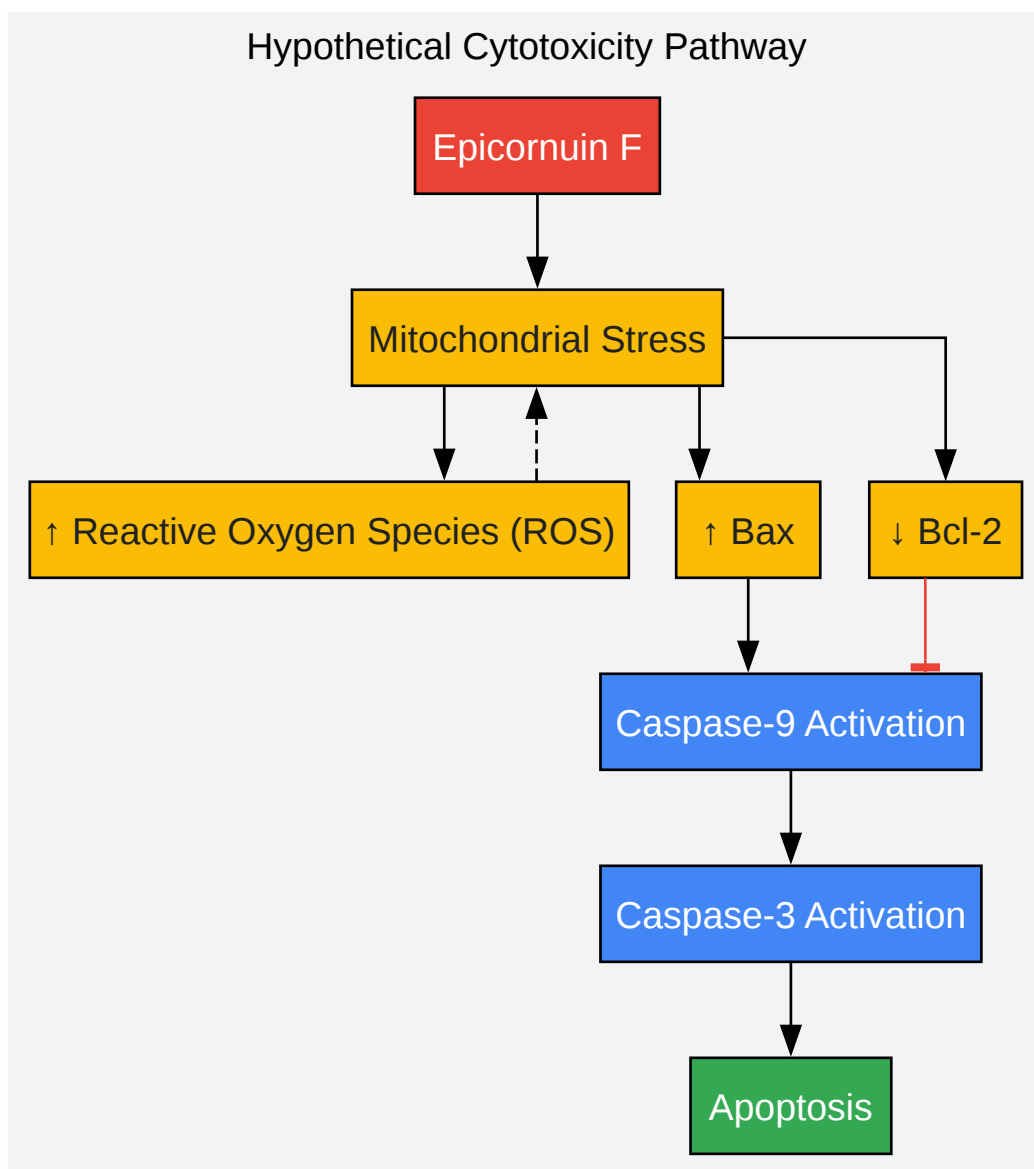 Hypothetical Cytotoxicity Pathway
Epicornuin F
Mitochondrial Stress
↑ Reactive Oxygen Species (ROS)
↑ Bax
↓ Bcl-2
Caspase-9 Activation
Caspase-3 Activation
Apoptosis